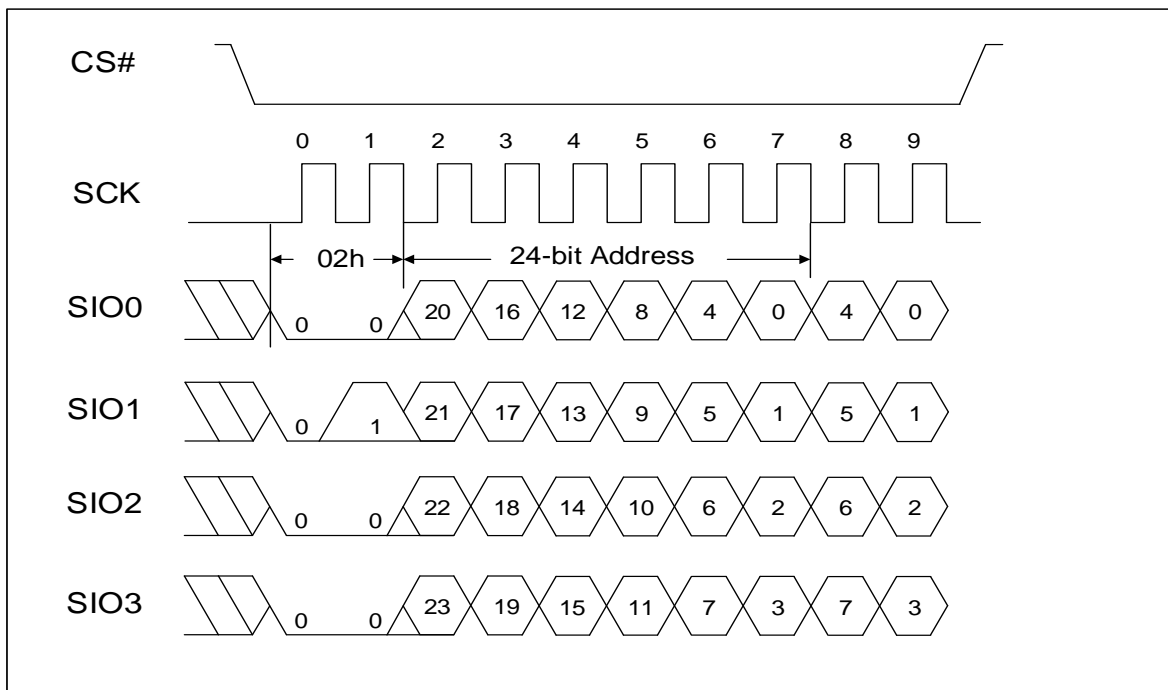 CS#
0 1 2 3 4 5 6 7 8 9
SCK
02h 24-bit Address
SIO0 0 0 20 16 12 8 4 0 4 0
SIO1 0 1 21 17 13 9 5 1 5 1
SIO2 0 0 22 18 14 10 6 2 6 2
SIO3 0 0 23 19 15 11 7 3 7 3